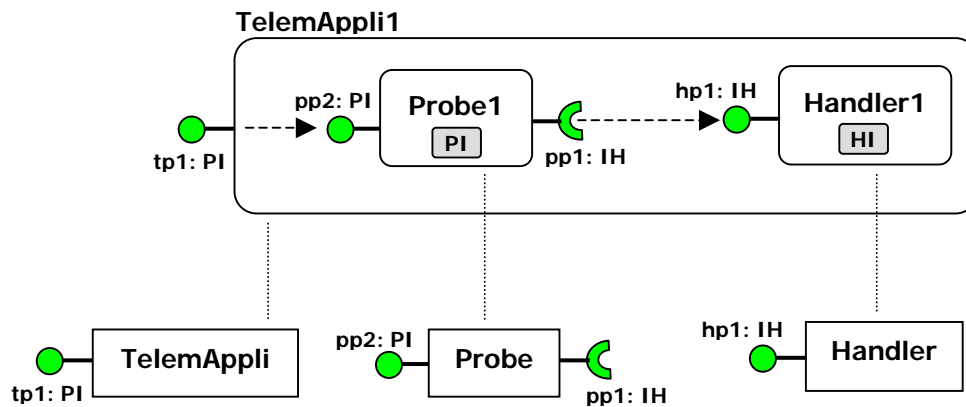 TelemAppli1
pp2: PI
Probe1
PI
hp1: IH
Handler1
HI
tp1: PI
pp1: IH
TelemAppli
tp1: PI
pp2: PI
Probe
pp1: IH
hp1: IH
Handler